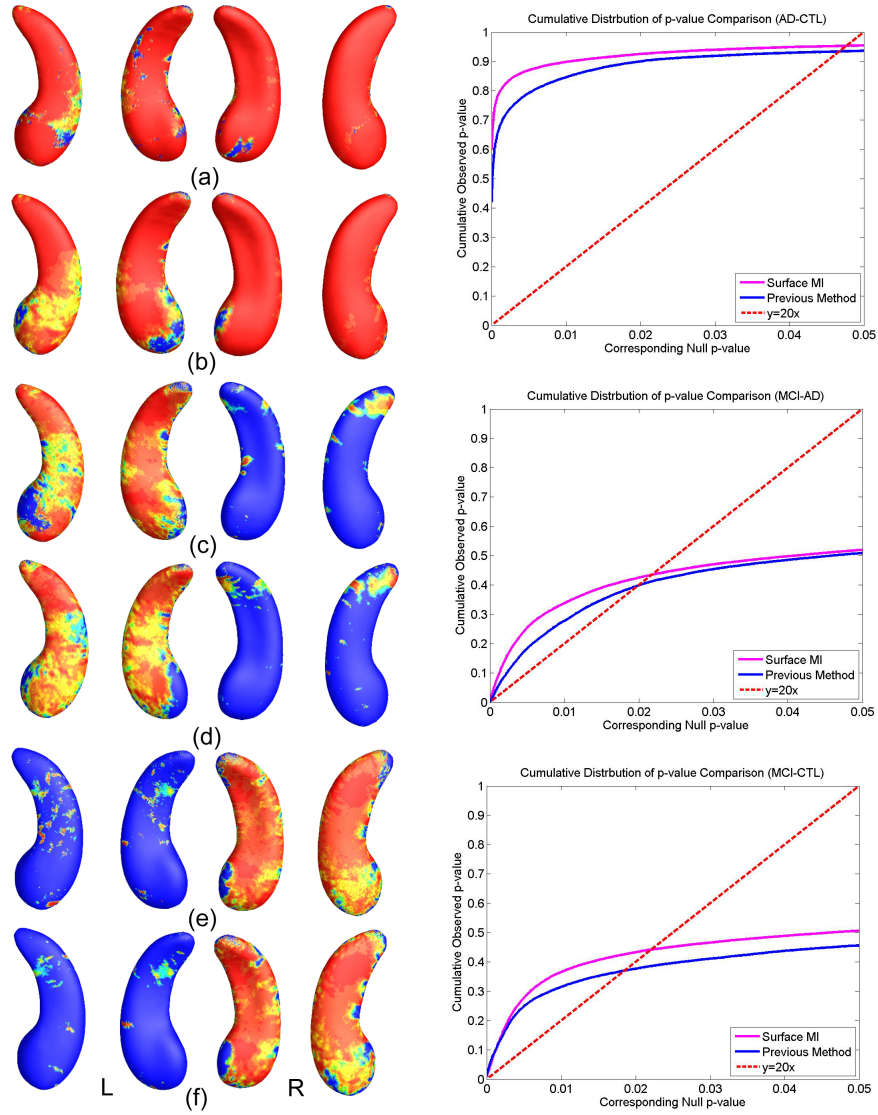 (a)
(b)
(c)
(d)
(e)
(f)
L
R
Cumulative Distrbution of p-value Comparison (AD-CTL)
1
0.9
0.8
0.7
0.6
0.5
0.4
0.3
0.2
0.1
0
Cumulative Observed p-value
Surface MI
Previous Method
y=20x
0 0.01 0.02 0.03 0.04 0.05
Corresponding Null p-value
Cumulative Distrbution of p-value Comparison (MCI-AD)
1
0.9
0.8
0.7
0.6
0.5
0.4
0.3
0.2
0.1
0
Cumulative Observed p-value
Surface MI
Previous Method
y=20x
0 0.01 0.02 0.03 0.04 0.05
Corresponding Null p-value
Cumulative Distrbution of p-value Comparison (MCI-CTL)
1
0.9
0.8
0.7
0.6
0.5
0.4
0.3
0.2
0.1
0
Cumulative Observed p-value
Surface MI
Previous Method
y=20x
0 0.01 0.02 0.03 0.04 0.05
Corresponding Null p-value